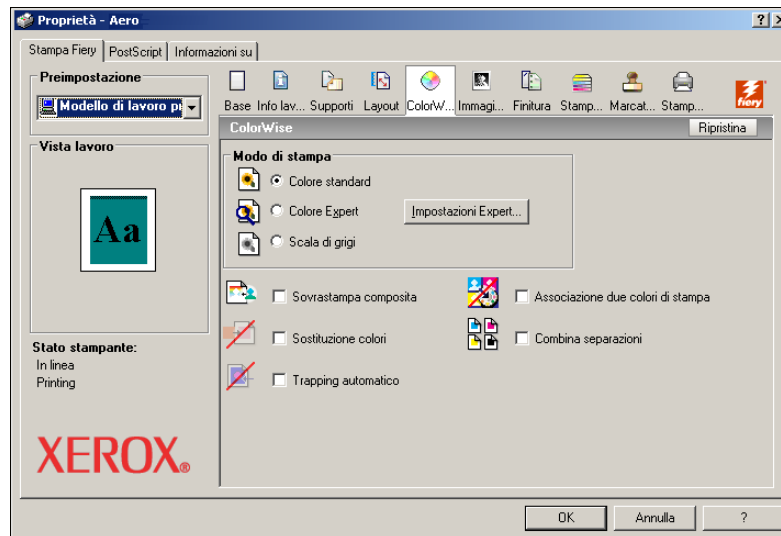 Proprietà - Aero
Stampa Fiery PostScript Informazioni su
Preimpostazione
Modello di lavoro pr
Base Info lav... Supporti Layout ColorW... Immagi... Finitura Stamp... Marcat... Stamp...
fiery
ColorWise
Ripristina
Vista lavoro
Aa
Modo di stampa
Colore standard
Colore Expert
Impostazioni Expert...
Scala di grigi
Sovrastampa composita
Associazione due colori di stampa
Sostituzione colori
Combina separazioni
Trapping automatico
Stato stampante:
In linea
Printing
XEROX®
OK Annulla ?